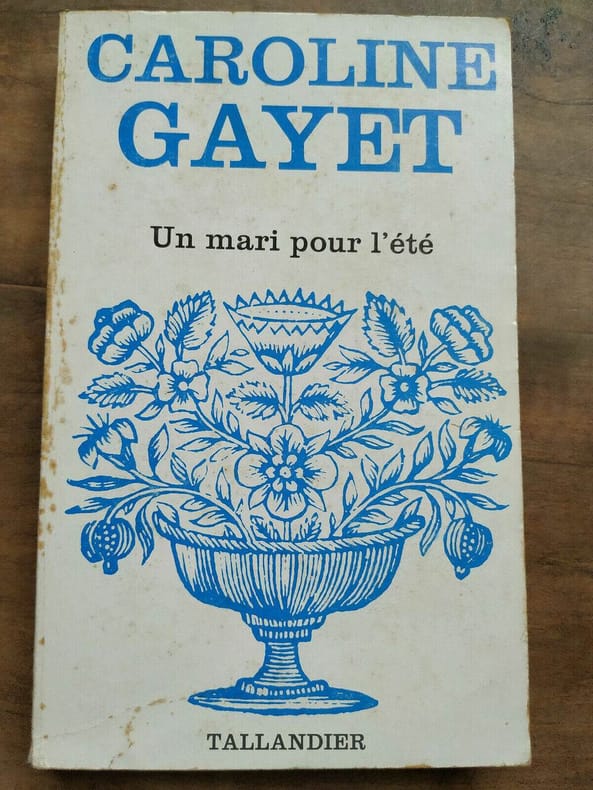 CAROLINE
GAYET
Un mari pour l'été
TALLANDIER